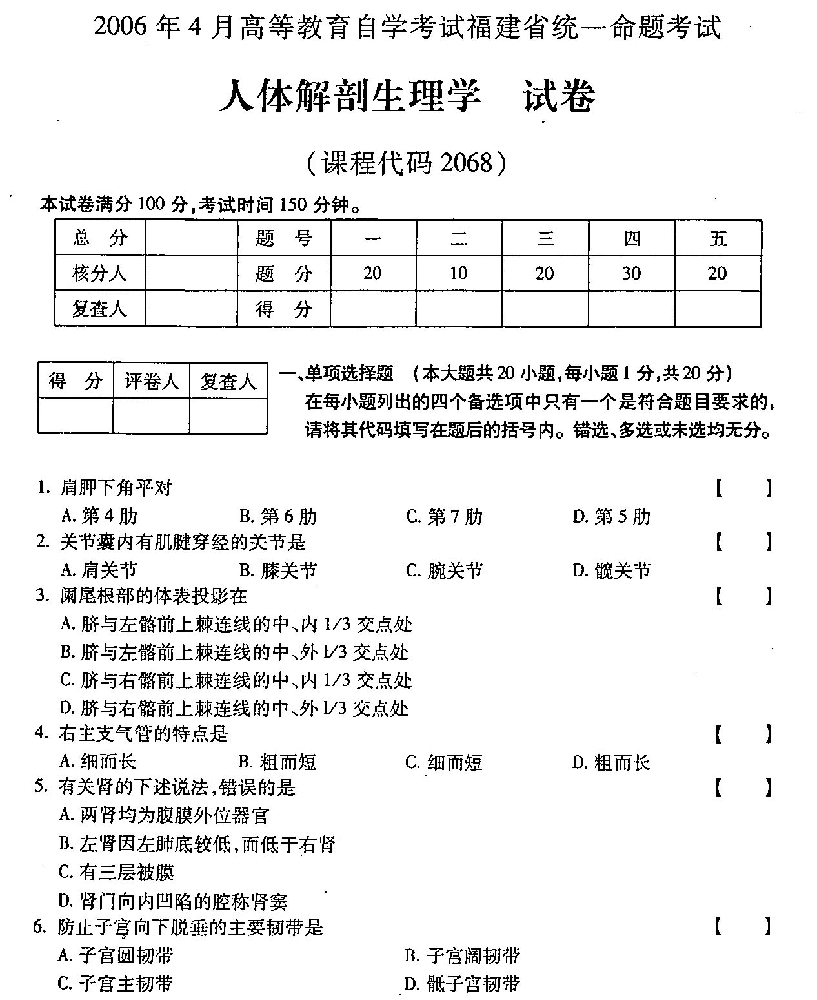 2006 年 4 月高等教育自学考试福建省统一命题考试
人体解剖生理学 试卷
(课程代码 2068)
本试卷满分 100 分,考试时间 150 分钟。
总 分 题 号 一 二 三 四 五
核分人 题 分 20 10 20 30 20
复查人 得 分
得 分 评卷人 复查人
一、单项选择题 (本大题共 20 小题,每小题 1 分,共 20 分)
在每小题列出的四个备选项中只有一个是符合题目要求的,
请将其代码填写在题后的括号内。错选、多选或未选均无分。
1. 肩胛下角平对 【 】
A. 第 4 肋 B. 第 6 肋 C. 第 7 肋 D. 第 5 肋
2. 关节囊内有肌腱穿经的关节是 【 】
A. 肩关节 B. 膝关节 C. 腕关节 D. 髋关节
3. 阑尾根部的体表投影在 【 】
A. 脐与左髂前上棘连线的中、内 1/3 交点处
B. 脐与左髂前上棘连线的中、外 1/3 交点处
C. 脐与右髂前上棘连线的中、内 1/3 交点处
D. 脐与右髂前上棘连线的中、外 1/3 交点处
4. 右主支气管的特点是 【 】
A. 细而长 B. 粗而短 C. 细而短 D. 粗而长
5. 有关肾的下述说法,错误的是 【 】
A. 两肾均为腹膜外位器官
B. 左肾因左肺底较低,而低于右肾
C. 有三层被膜
D. 肾门向内凹陷的腔称肾窦
6. 防止子宫向下脱垂的主要韧带是 【 】
A. 子宫圆韧带 B. 子宫阔韧带
C. 子宫主韧带 D. 骶子宫韧带